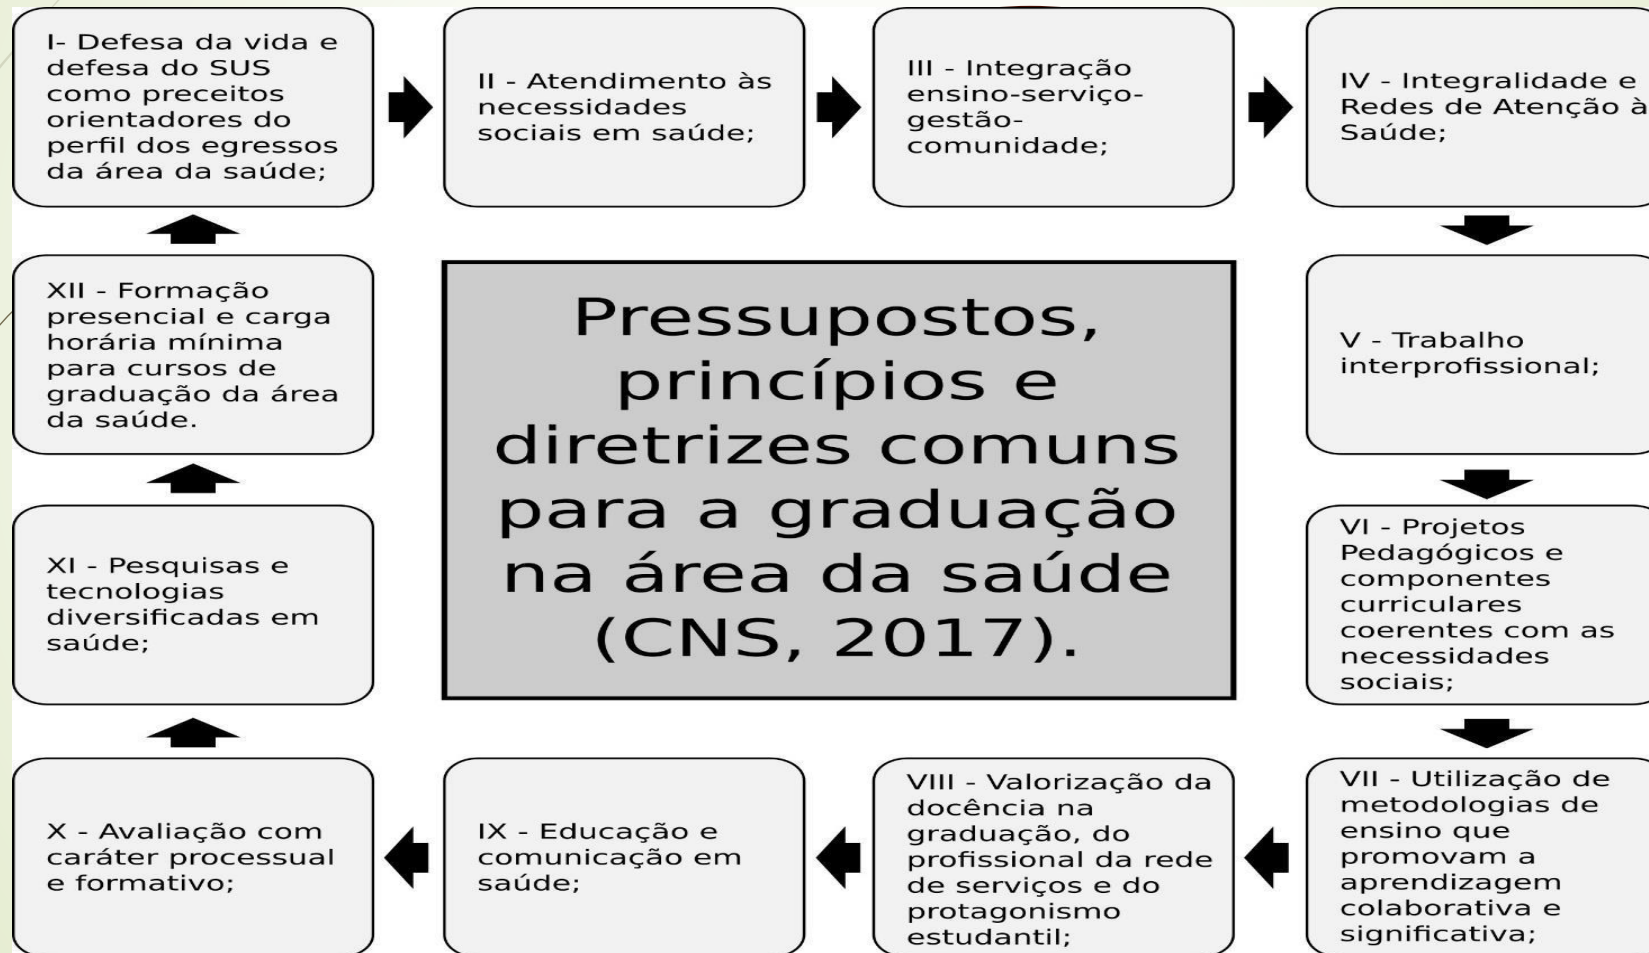 I- Defesa da vida e
defesa do SUS
como preceitos
orientadores do
perfil dos egressos
da área da saúde;
II - Atendimento às
necessidades
sociais em saúde;
III - Integração
ensino-serviço-
gestão-
comunidade;
IV - Integralidade e
Redes de Atenção à
Saúde;
V - Trabalho
interprofissional;
VI - Projetos
Pedagógicos e
componentes
curriculares
coerentes com as
necessidades
sociais;
VII - Utilização de
metodologias de
ensino que
promovam a
aprendizagem
colaborativa e
significativa;
VIII - Valorização da
docência na
graduação, do
profissional da rede
de serviços e do
protagonismo
estudantil;
IX - Educação e
comunicação em
saúde;
X - Avaliação com
caráter processual
e formativo;
XI - Pesquisas e
tecnologias
diversificadas em
saúde;
XII - Formação
presencial e carga
horária mínima
para cursos de
graduação da área
da saúde.
Pressupostos,
princípios e
diretrizes comuns
para a graduação
na área da saúde
(CNS, 2017).